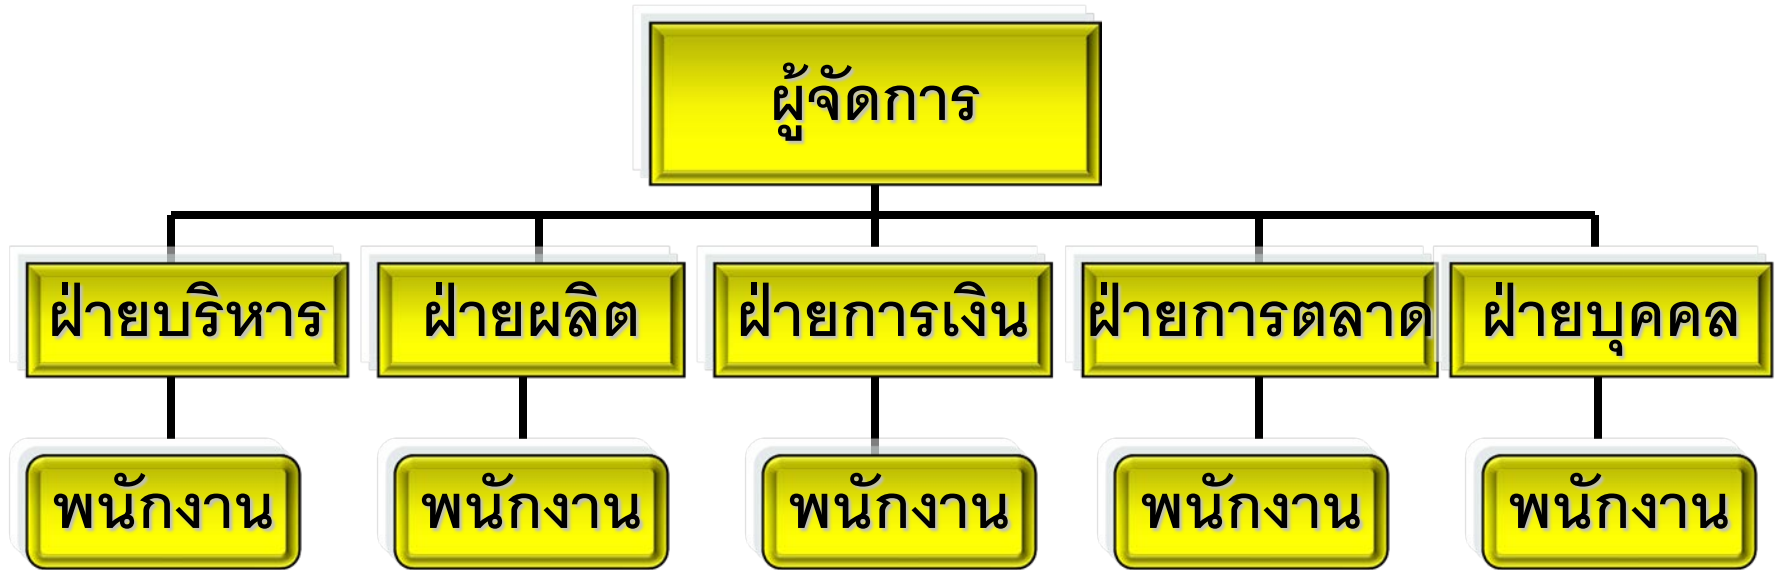 ผู้จัดการ
ฝ่ายบริหาร
ฝ่ายผลิต
ฝ่ายการเงิน
ฝ่ายการตลาด
ฝ่ายบุคคล
พนักงาน
พนักงาน
พนักงาน
พนักงาน
พนักงาน